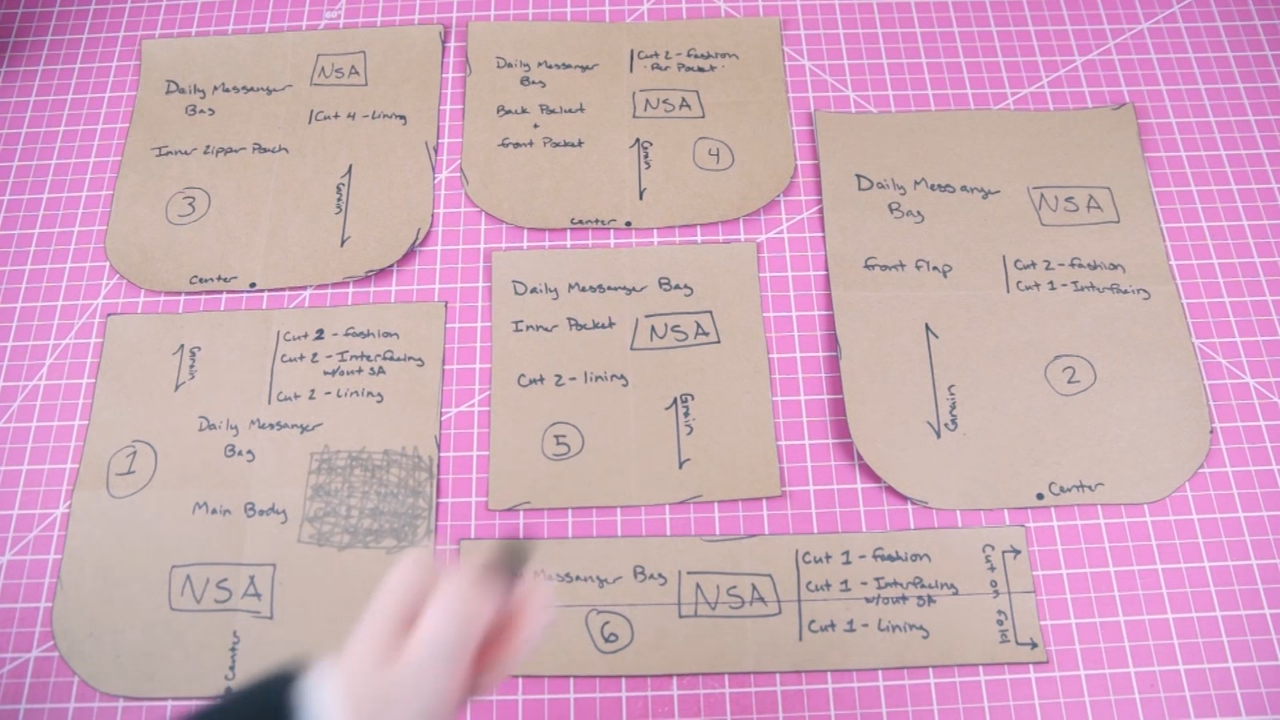 Daily Messanger
Bag
NSA
Cut 4 - Lining
Inner Zipper Pouch
3
Grain
Center
Daily Messanger
Bag
Cut 2 - fashion
Per Pocket
NSA
Back Pocket
+
front Pocket
Grain
4
Center
Daily Messanger
Bag
NSA
front flap
Cut 2 - fashion
Cut 1 - Interfacing
Grain
2
Center
Grain
Cut 2 - fashion
Cut 2 - Interfacing
w/out SA
Cut 2 - Lining
Daily Messanger
Bag
1
Main Body
NSA
Center
Daily Messanger Bag
Inner Pocket
NSA
Cut 2 - lining
Grain
5
Messanger Bag
NSA
6
Cut 1 - fashion
Cut 1 - Interfacing
w/out SA
Cut 1 - Lining
Cut on fold
60°